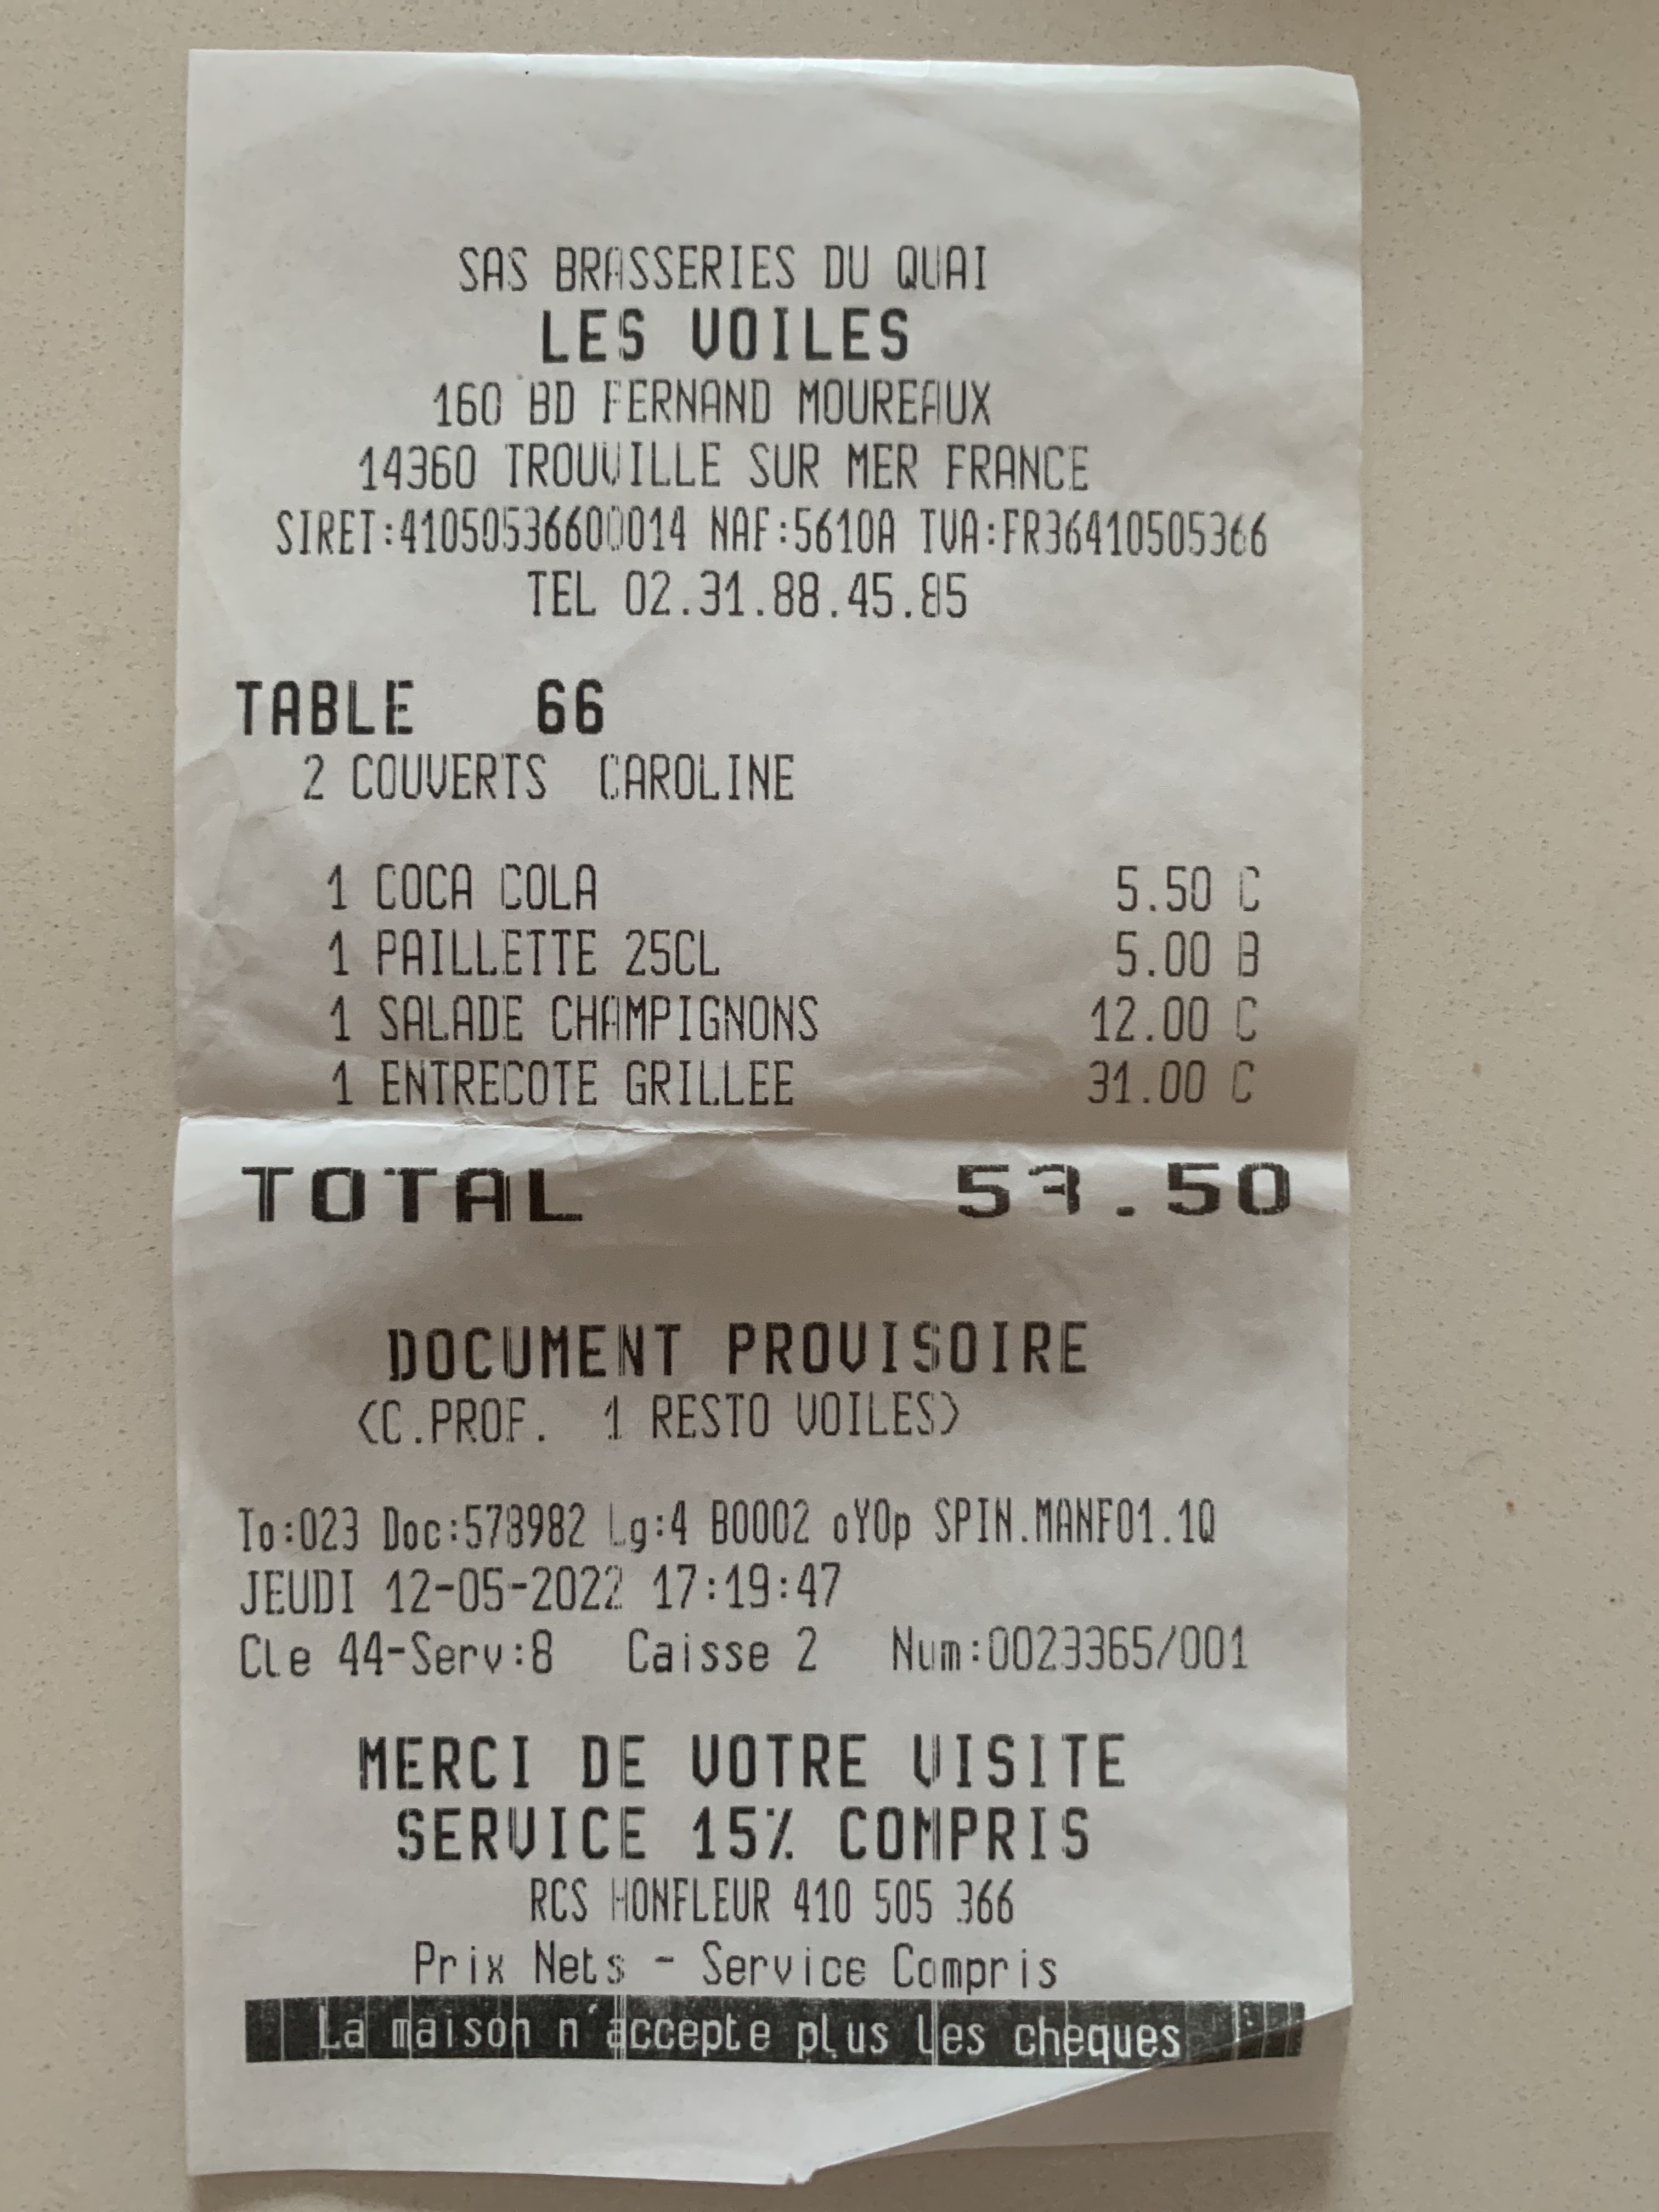 SAS BRASSERIES DU QUAI
LES VOILES
160 BD FERNAND MOUREAUX
14360 TROUVILLE SUR MER FRANCE
SIRET:41050536600014 NAF:5610A TVA:FR36410505366
TEL 02.31.88.45.85
TABLE 66
2 COUVERTS CAROLINE
1 COCA COLA 5.50 C
1 PAILLETTE 25CL 5.00 B
1 SALADE CHAMPIGNONS 12.00 C
1 ENTRECOTE GRILLEE 31.00 C
TOTAL 53.50
DOCUMENT PROVISOIRE
<C.PROF. 1 RESTO VOILES>
To:023 Doc:578982 Lg:4 B0002 oY0p SPIN.MANF01.1Q
JEUDI 12-05-2022 17:19:47
Cle 44-Serv:8 Caisse 2 Num:0023365/001
MERCI DE VOTRE VISITE
SERVICE 15% COMPRIS
RCS HONFLEUR 410 505 366
Prix Nets - Service Compris
La maison n'accepte plus les cheques